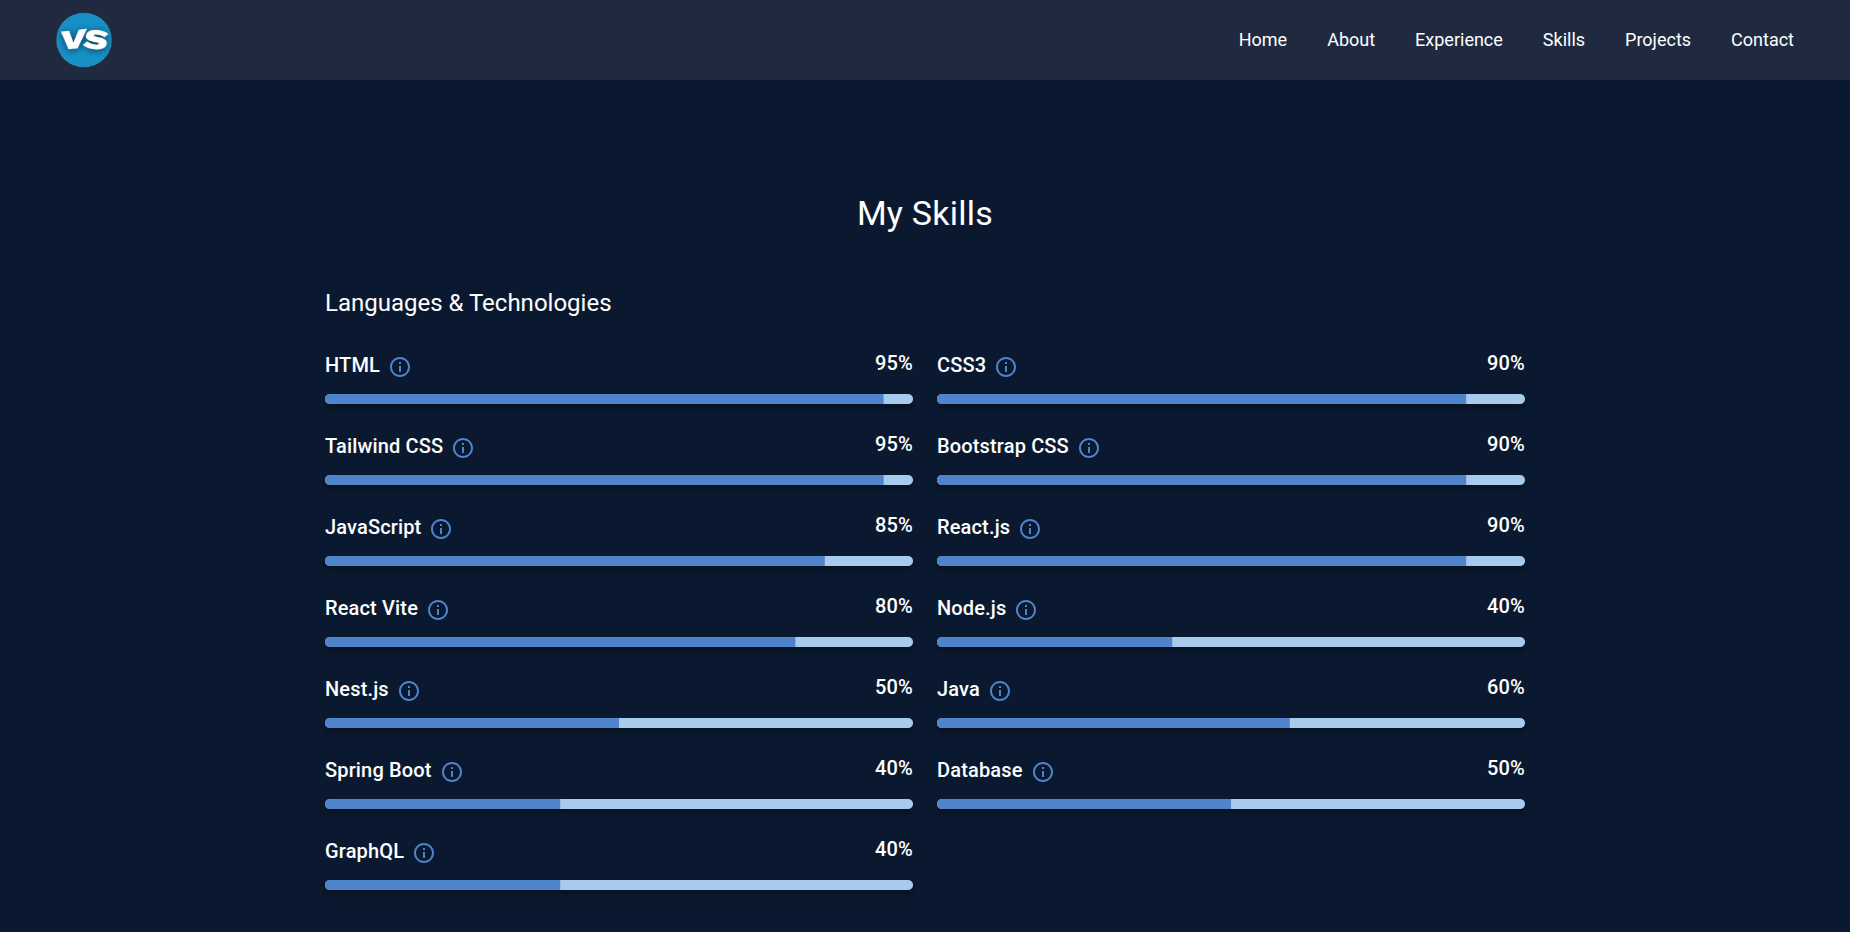 VS
Home About Experience Skills Projects Contact
My Skills
Languages & Technologies
HTML 95%
CSS3 90%
Tailwind CSS 95%
Bootstrap CSS 90%
JavaScript 85%
React.js 90%
React Vite 80%
Node.js 40%
Nest.js 50%
Java 60%
Spring Boot 40%
Database 50%
GraphQL 40%